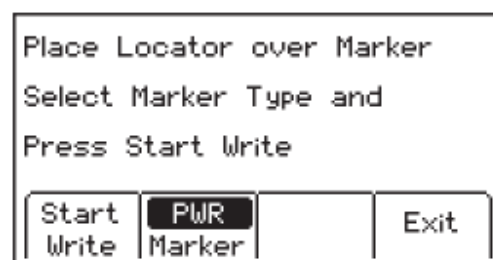 Place Locator over Marker
Select Marker Type and
Press Start Write
Start PWR Exit
Write Marker